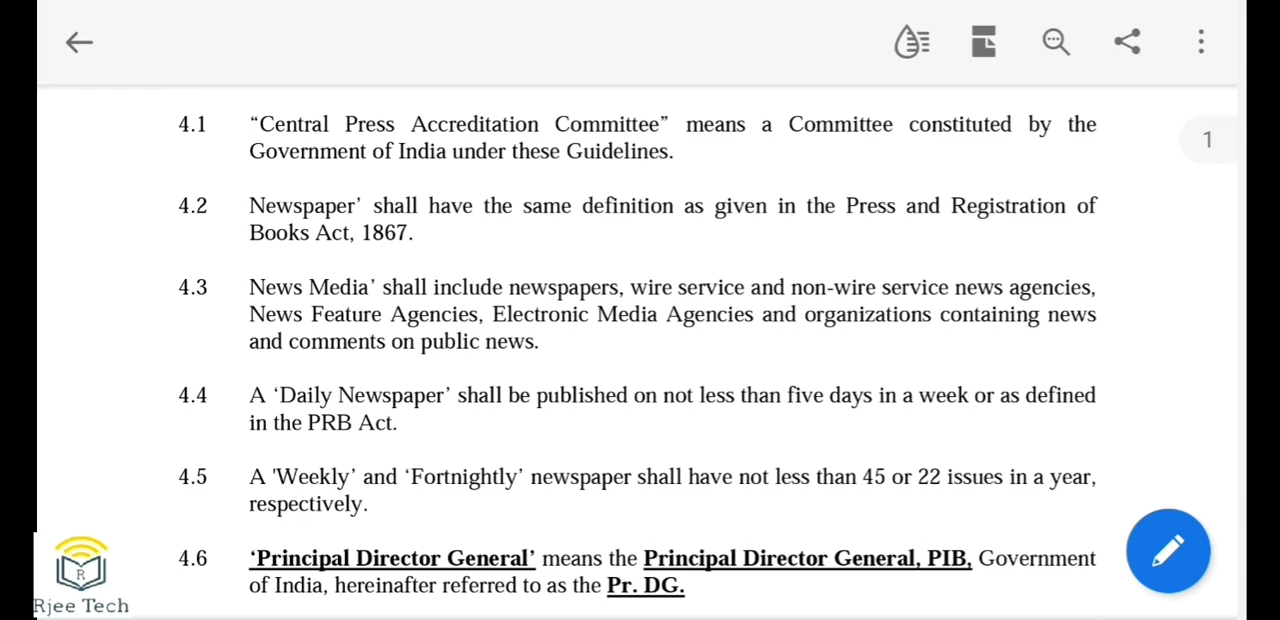 1
4.1 “Central Press Accreditation Committee” means a Committee constituted by the
Government of India under these Guidelines.
4.2 Newspaper’ shall have the same definition as given in the Press and Registration of
Books Act, 1867.
4.3 News Media’ shall include newspapers, wire service and non-wire service news agencies,
News Feature Agencies, Electronic Media Agencies and organizations containing news
and comments on public news.
4.4 A ‘Daily Newspaper’ shall be published on not less than five days in a week or as defined
in the PRB Act.
4.5 A 'Weekly’ and ‘Fortnightly’ newspaper shall have not less than 45 or 22 issues in a year,
respectively.
4.6 ‘Principal Director General’ means the Principal Director General, PIB, Government
of India, hereinafter referred to as the Pr. DG.
R
Rjee Tech